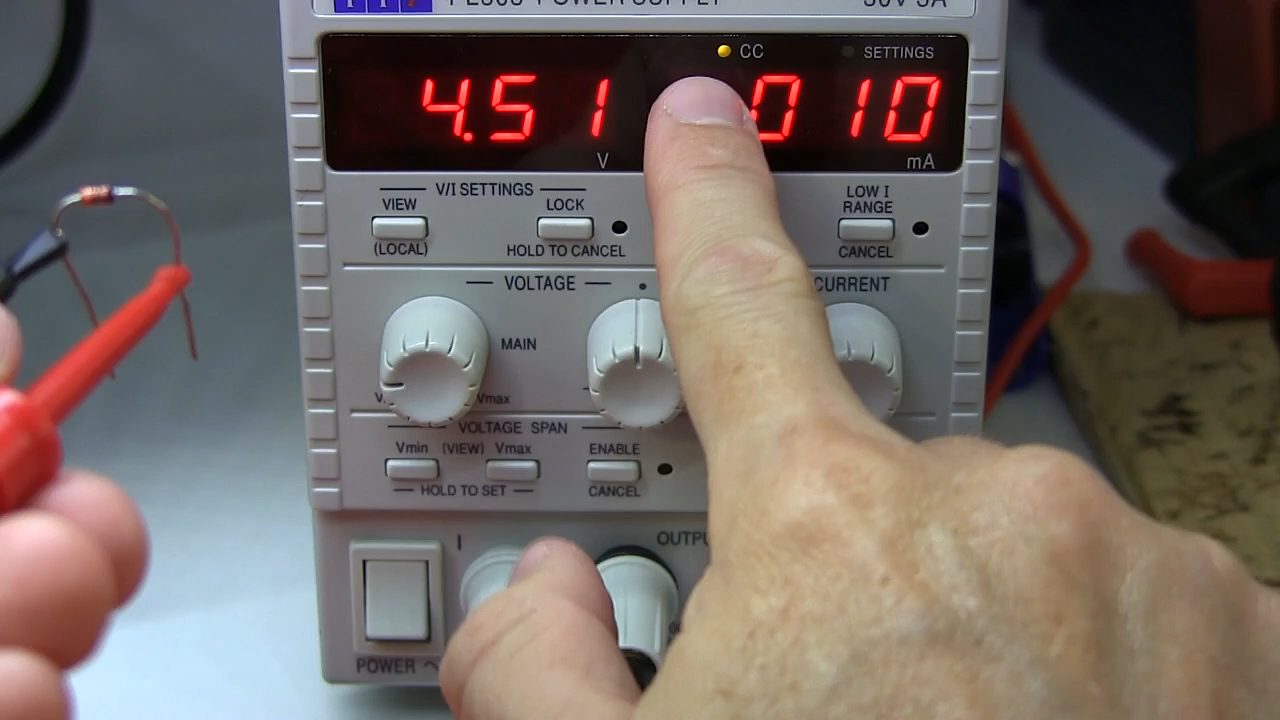 POWER SUPPLY
30V 3A
CC SETTINGS
4.51 .010
V mA
V/I SETTINGS
VIEW LOCK
(LOCAL) HOLD TO CANCEL
LOW I
RANGE
CANCEL
VOLTAGE CURRENT
MAIN
Vmax
VOLTAGE SPAN
Vmin (VIEW) Vmax ENABLE
HOLD TO SET CANCEL
I
POWER